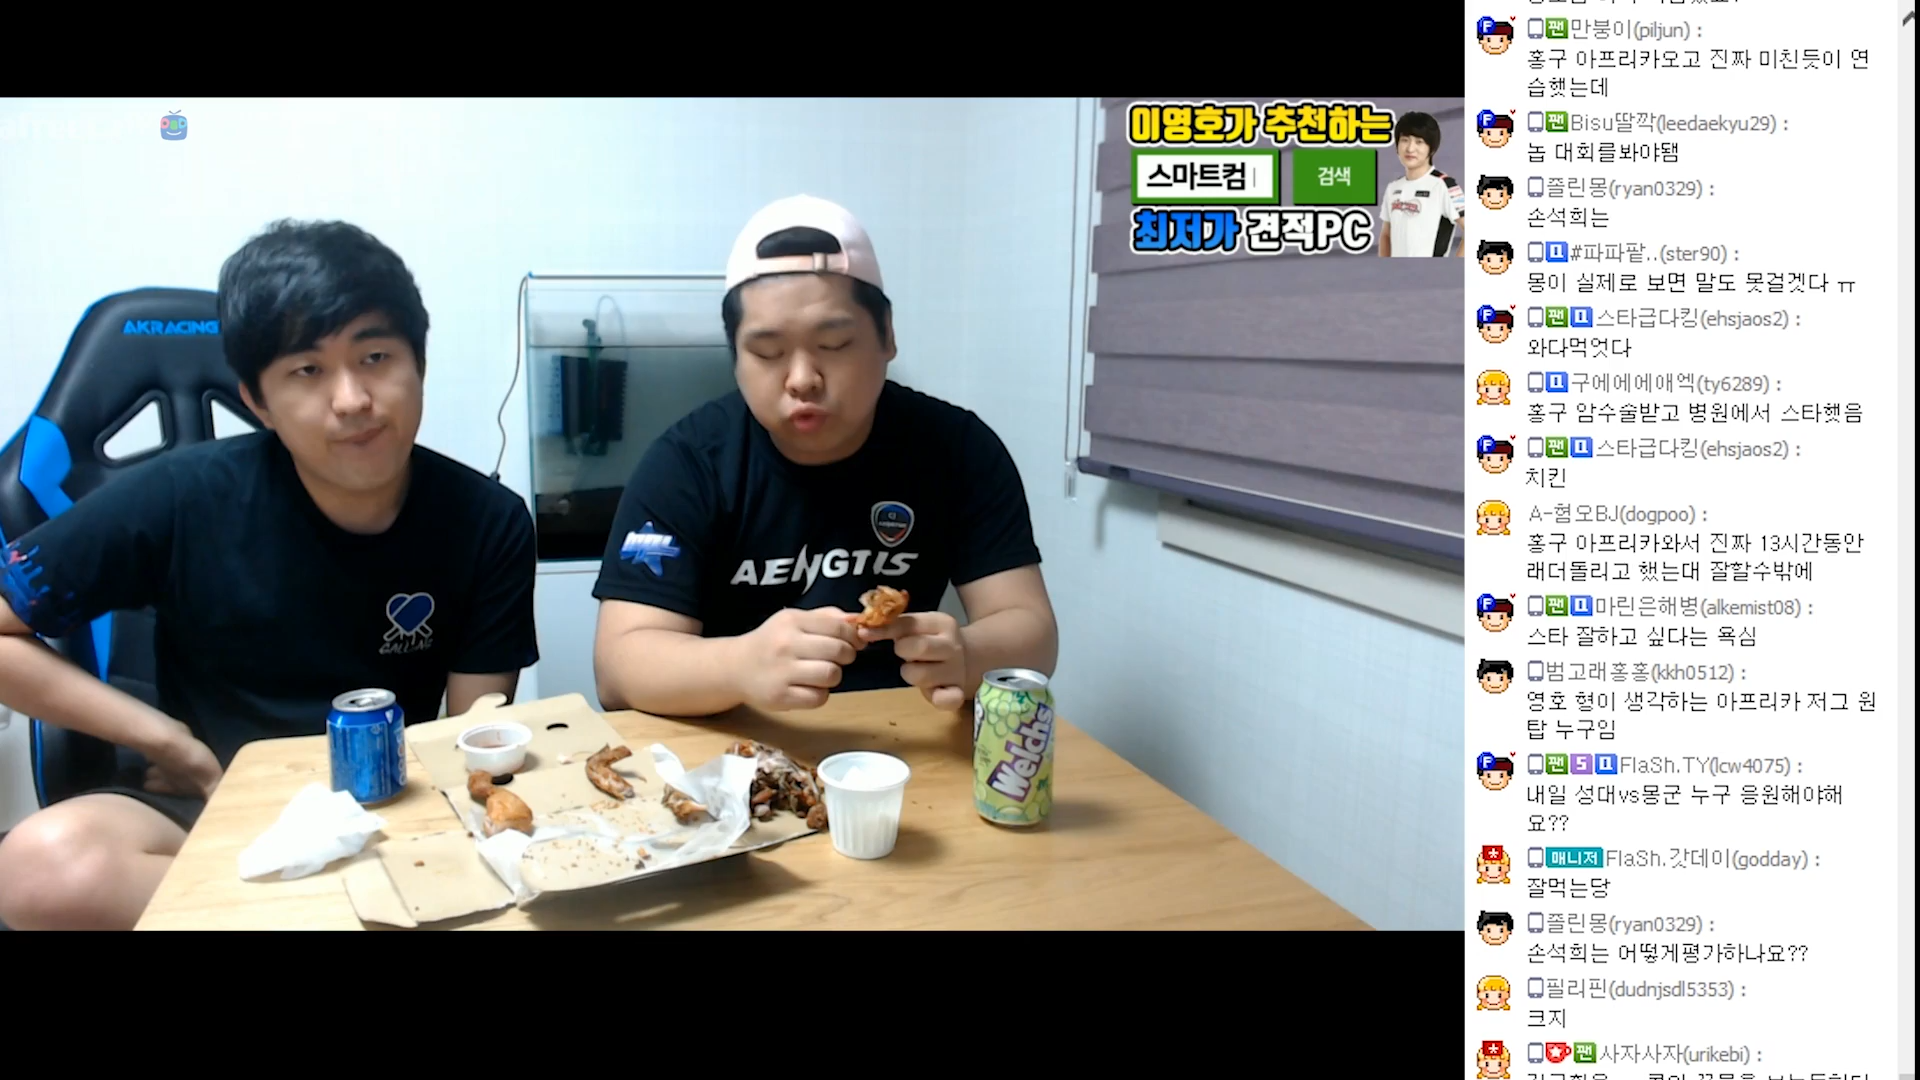 이영호가 추천하는
스마트컴
검색
최저가 견적PC
AKRACING
AENGTIS
Welch's
만붕이(piljun) :
홍구 아프리카오고 진짜 미친듯이 연
습했는데
Bisu딸깍(leedaekyu29) :
놉 대회를봐야됌
쫄린몽(ryan0329) :
손석희는
#파파팥..(ster90) :
몽이 실제로 보면 말도 못걸겟다 ㅠ
팬 스타급다킹(ehsjaos2) :
와다먹엇다
구에에에애엑(ty6289) :
홍구 암수술받고 병원에서 스타햇음
팬 스타급다킹(ehsjaos2) :
치킨
A-혐오BJ(dogpoo) :
홍구 아프리카와서 진짜 13시간동안
래더돌리고 했는대 잘할수밖에
팬 마린은해병(alkemist08) :
스타 잘하고 싶다는 욕심
범고래홍홍(kkh0512) :
영호 형이 생각하는 아프리카 저그 원
탑 누구임
팬 S FlaSh.TY(lcw4075) :
내일 성대vs몽군 누구 응원해야해
요??
매니저 FlaSh.갓데이(godday) :
잘먹는당
쫄린몽(ryan0329) :
손석희는 어떻게평가하나요??
필리핀(dudnjsdl5353) :
크지
팬 사자사자(urikebi) :